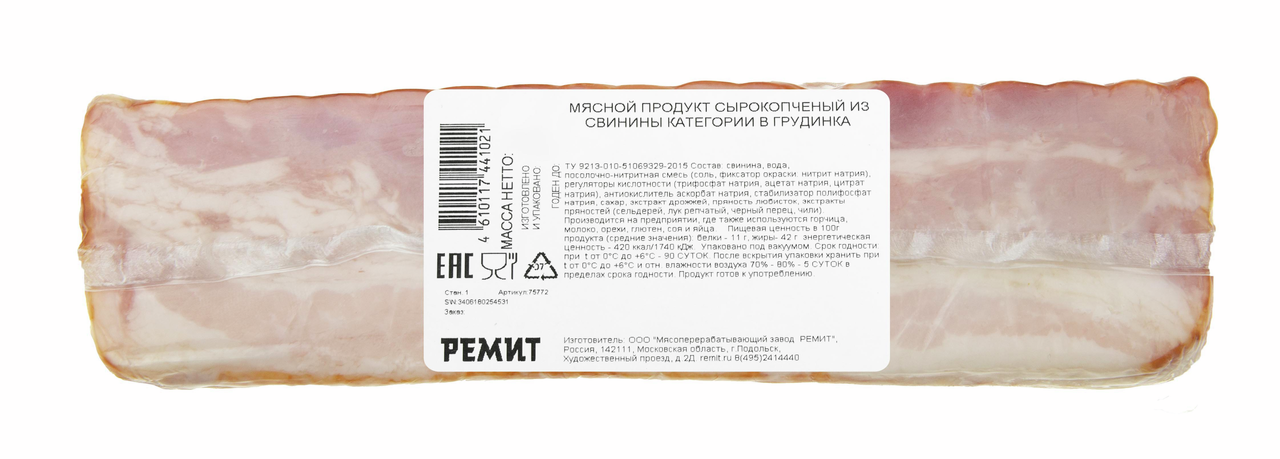 МЯСНОЙ ПРОДУКТ СЫРОКОПЧЕНЫЙ ИЗ
СВИНИНЫ КАТЕГОРИИ В ГРУДИНКА
4 610117 441021
МАССА НЕТТО:
ИЗГОТОВЛЕНО
И УПАКОВАНО:
ГОДЕН ДО:
ТУ 9213-010-51069329-2015 Состав: свинина, вода,
посолочно-нитритная смесь (соль, фиксатор окраски: нитрит натрия),
регуляторы кислотности (трифосфат натрия, ацетат натрия, цитрат
натрия), антиокислитель аскорбат натрия, стабилизатор полифосфат
натрия, сахар, экстракт дрожжей, пряность любисток, экстракты
пряностей (сельдерей, лук репчатый, черный перец, чили).
Производится на предприятии, где также используются горчица,
молоко, орехи, глютен, соя и яйца. Пищевая ценность в 100г
продукта (средние значения): белки - 11 г, жиры- 42 г энергетическая
ценность - 420 ккал/1740 кДж. Упаковано под вакуумом. Срок годности
при t от 0°С до +6°С - 90 СУТОК. После вскрытия упаковки хранить при
t от 0°С до +6°С и отн. влажности воздуха 70% - 80% - 5 СУТОК в
пределах срока годности. Продукт готов к употреблению.
ЕАС
37
Стен. 1 Артикул:75772
SW:3406180254531
Заказ:
РЕМИТ
Изготовитель: ООО "Мясоперерабатывающий завод РЕМИТ",
Россия, 142111, Московская область, г.Подольск,
Художественный проезд, д.2Д. remit.ru 8(495)2414440